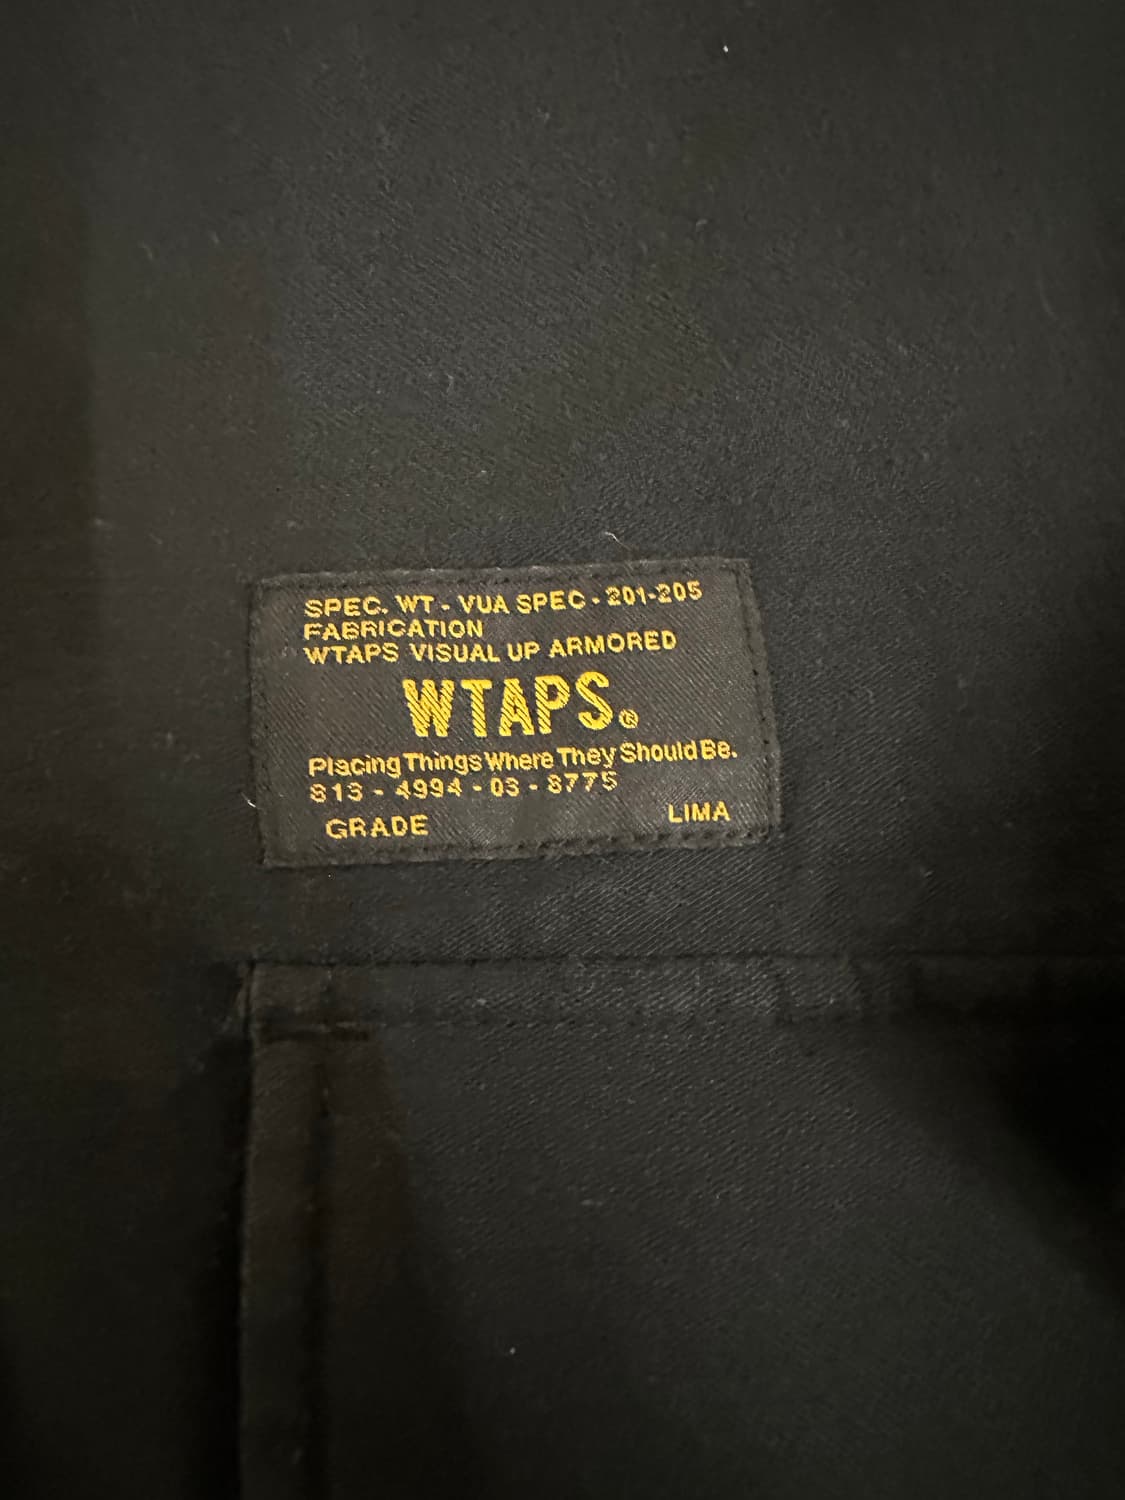 SPEC. WT - VUA SPEC - 201-205
FABRICATION
WTAPS VISUAL UP ARMORED
WTAPS.®
Placing Things Where They Should Be.
813 - 4994 - 03 - 8775
GRADE LIMA